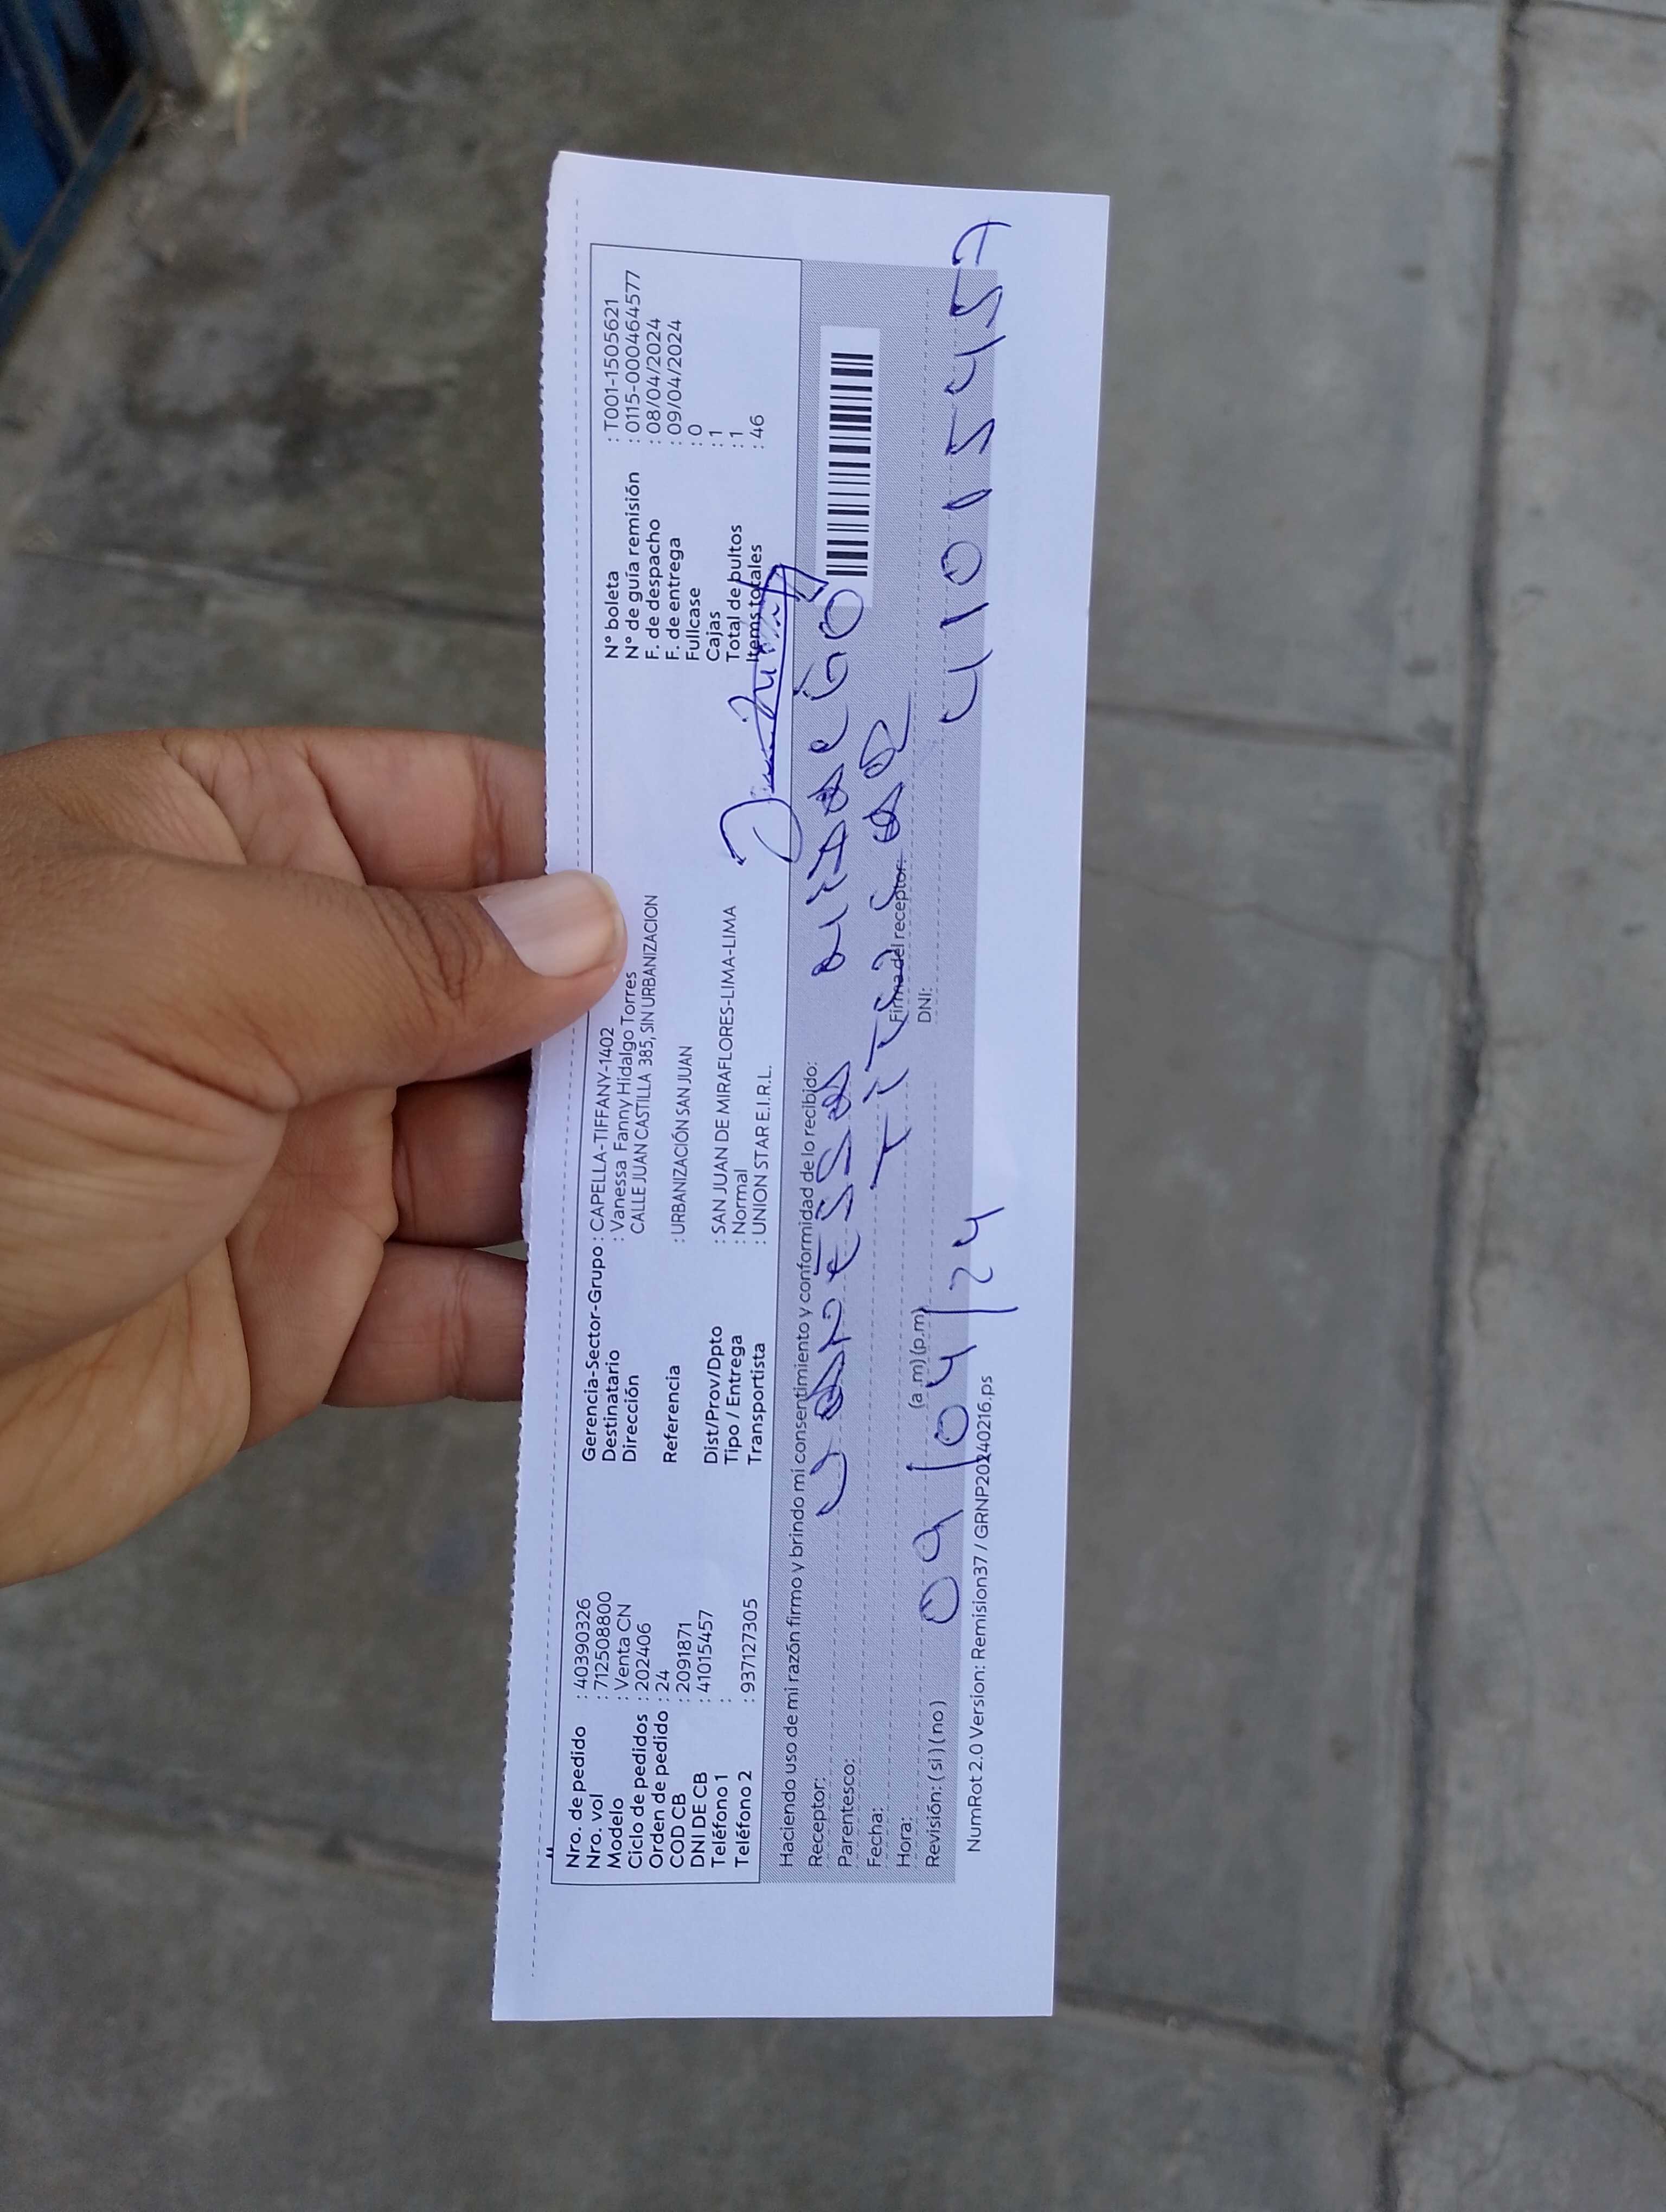 Nro. de pedido : 40390326
Nro. vol : 712508800
Modelo : Venta CN
Ciclo de pedidos : 202406
Orden de pedido : 24
COD CB : 2091871
DNI DE CB : 41015457
Teléfono 1 :
Teléfono 2 : 937127305
Gerencia-Sector-Grupo : CAPELLA-TIFFANY-1402
Destinatario : Vanessa Fanny Hidalgo Torres
Dirección CALLE JUAN CASTILLA 385, SIN URBANIZACION
Referencia : URBANIZACIÓN SAN JUAN
Dist/Prov/Dpto : SAN JUAN DE MIRAFLORES-LIMA-LIMA
Tipo / Entrega : Normal
Transportista : UNION STAR E.I.R.L.
N° boleta : T001-1505621
N° de guía remisión : 0115-0000464577
F. de despacho : 08/04/2024
F. de entrega : 09/04/2024
Fullcase : 0
Cajas : 1
Total de bultos : 1
Items totales : 46
Haciendo uso de mi razón firmo y brindo mi consentimiento y conformidad de lo recibido:
Receptor: VANESSA HIDALGO
Parentesco: TITULAR
Fecha: 09/04/24
Hora: (a.m) (p.m)
Revisión: (si) (no)
Firma del receptor:
DNI: 41015457
NumRot 2.0 Version: Remision37 / GRNP20240216.ps